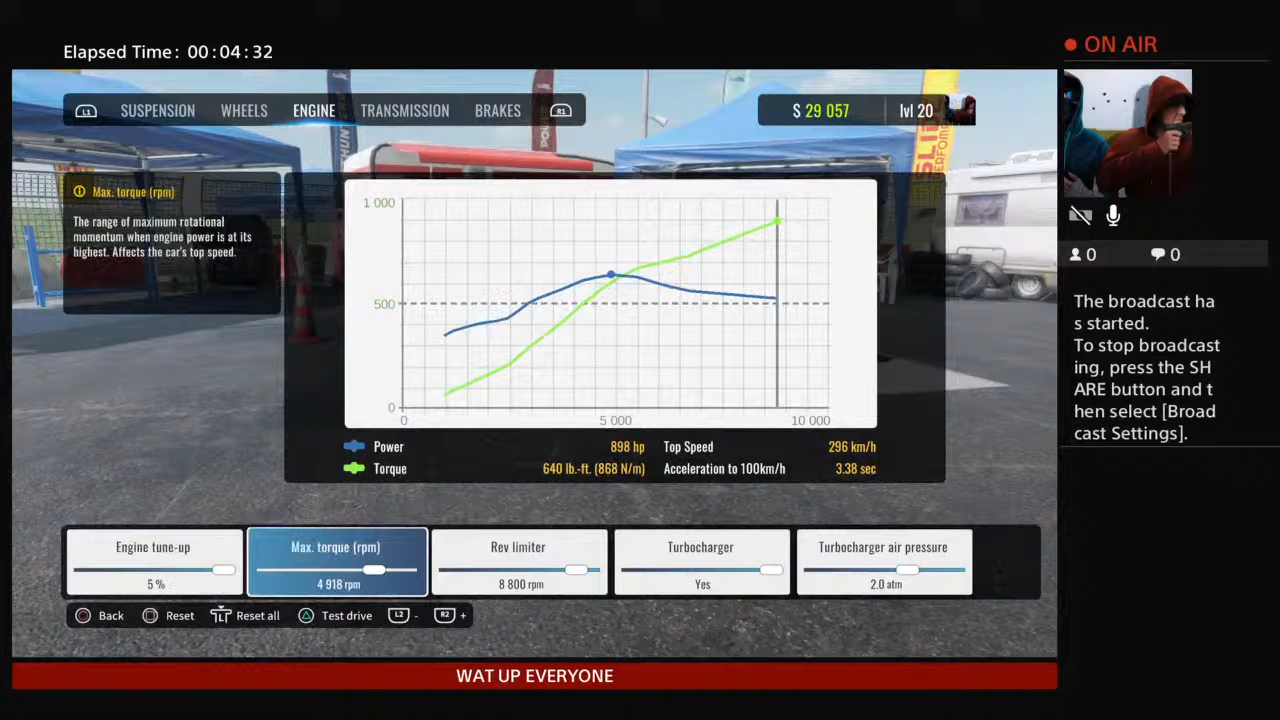 Elapsed Time: 00:04:32
ON AIR
L1 SUSPENSION WHEELS ENGINE TRANSMISSION BRAKES R1
$ 29 057 lvl 20
Max. torque (rpm)
The range of maximum rotational
momentum when engine power is at its
highest. Affects the car's top speed.
1 000
500
0
0 5 000 10 000
Power 898 hp Top Speed 296 km/h
Torque 640 lb.-ft. (868 N/m) Acceleration to 100km/h 3.38 sec
Engine tune-up
5 %
Max. torque (rpm)
4 918 rpm
Rev limiter
8 800 rpm
Turbocharger
Yes
Turbocharger air pressure
2.0 atm
Back Reset Reset all Test drive L2 - R2 +
WAT UP EVERYONE
0 0
The broadcast ha
s started.
To stop broadcast
ing, press the SH
ARE button and t
hen select [Broad
cast Settings].